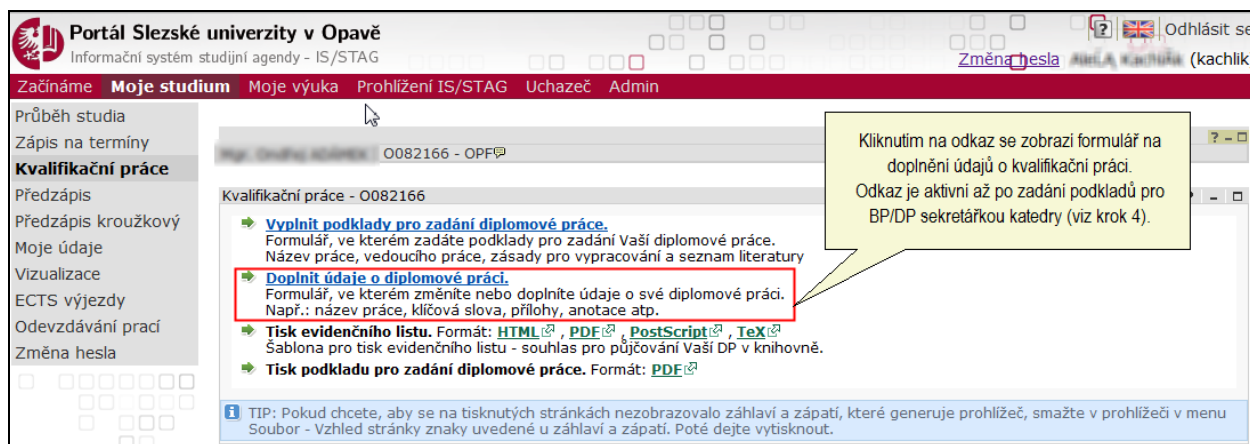 Portál Slezské univerzity v Opavě
Informační systém studijní agendy - IS/STAG
? Odhlásit se
Změna hesla (kachlik
Začínáme Moje studium Moje výuka Prohlížení IS/STAG Uchazeč Admin
Průběh studia
Zápis na termíny
Kvalifikační práce
Předzápis
Předzápis kroužkový
Moje údaje
Vizualizace
ECTS výjezdy
Odevzdávání prací
Změna hesla
O082166 - OPF
Kliknutim na odkaz se zobrazi formulář na
doplněni údajů o kvalifikační práci.
Odkaz je aktivni až po zadáni podkladů pro
BP/DP sekretářkou katedry (viz krok 4).
Kvalifikační práce - O082166
Vyplnit podklady pro zadání diplomové práce.
Formulář, ve kterém zadáte podklady pro zadání Vaší diplomové práce.
Název práce, vedoucího práce, zásady pro vypracování a seznam literatury
Doplnit údaje o diplomové práci.
Formulář, ve kterém změníte nebo doplníte údaje o své diplomové práci.
Např.: název práce, klíčová slova, přílohy, anotace atp.
Tisk evidenčního listu. Formát: HTML , PDF , PostScript , TeX
Šablona pro tisk evidenčního listu - souhlas pro půjčování Vaší DP v knihovně.
Tisk podkladu pro zadání diplomové práce. Formát: PDF
TIP: Pokud chcete, aby se na tisknutých stránkách nezobrazovalo záhlaví a zápatí, které generuje prohlížeč, smažte v prohlížeči v menu
Soubor - Vzhled stránky znaky uvedené u záhlaví a zápatí. Poté dejte vytisknout.